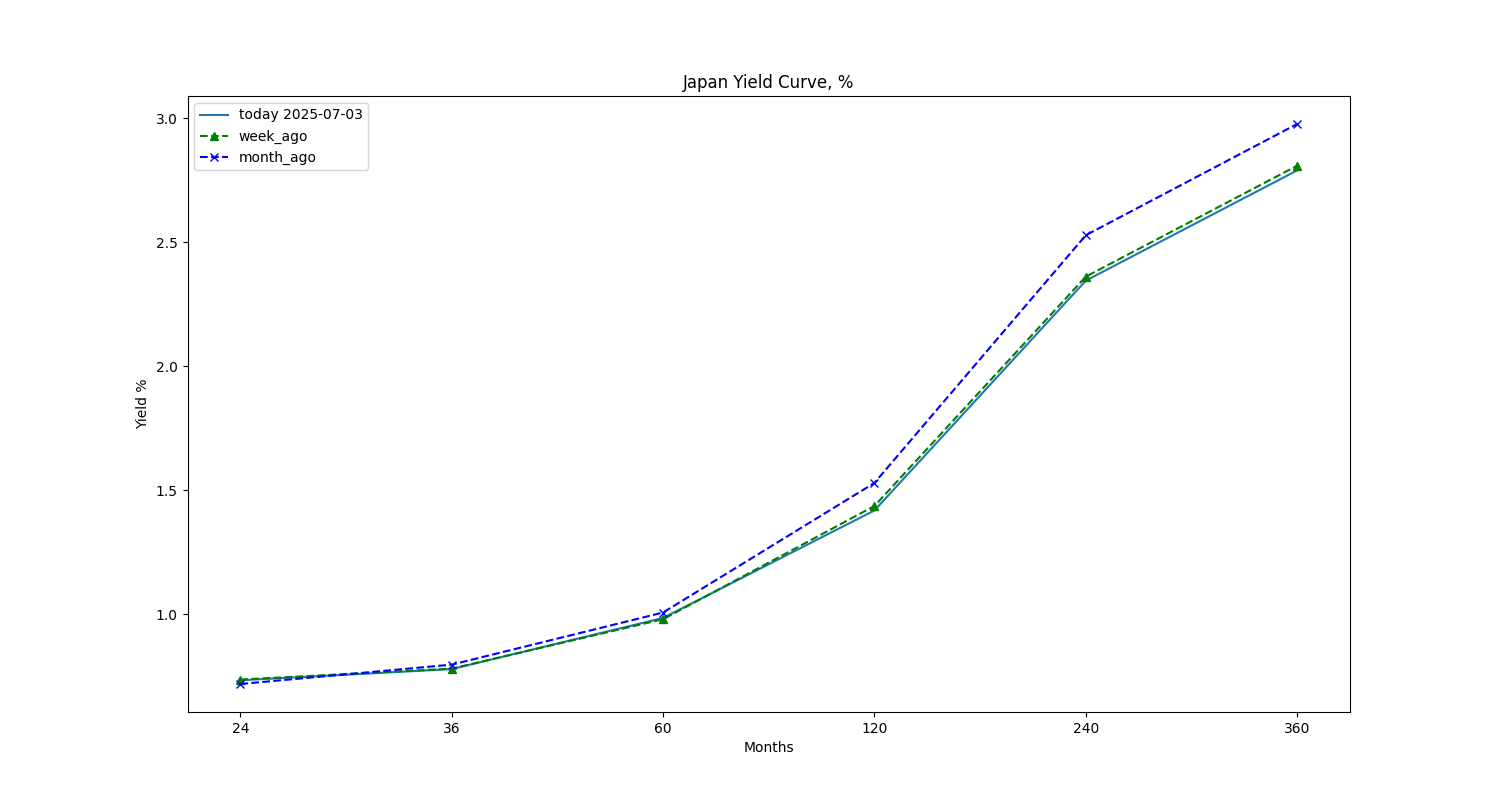 Japan Yield Curve, %
today 2025-07-03
week_ago
month_ago
3.0
2.5
2.0
1.5
1.0
Yield %
24 36 60 120 240 360
Months